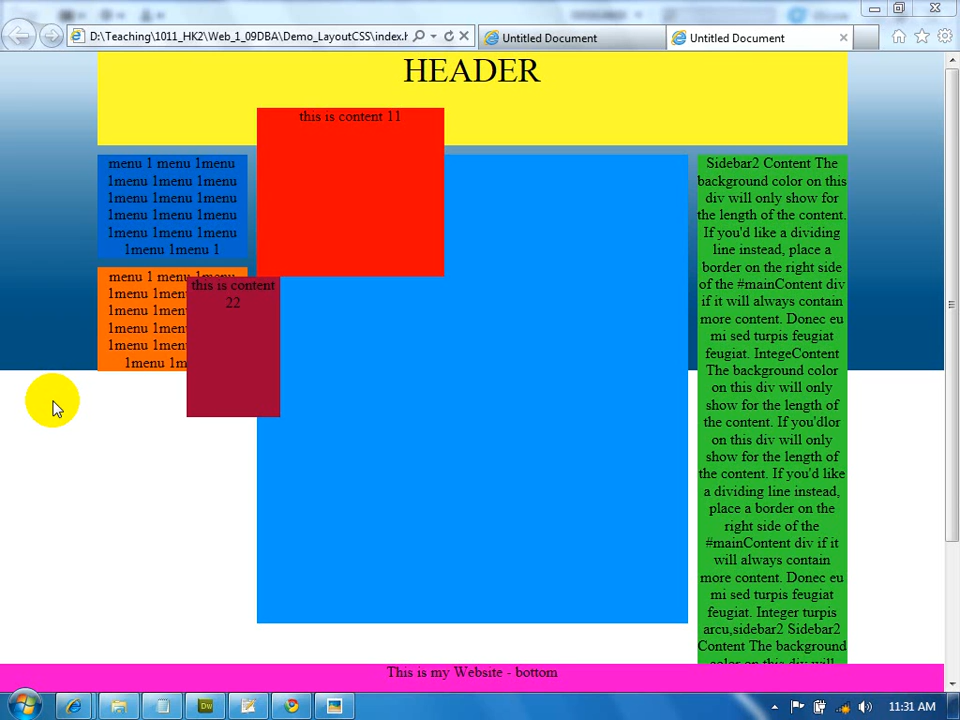 D:\Teaching\1011_HK2\Web_1_09DBA\Demo_LayoutCSS\index.h
Untitled Document
Untitled Document
HEADER
this is content 11
menu 1 menu 1menu
1menu 1menu 1menu
1menu 1menu 1menu
1menu 1menu 1menu
1menu 1menu 1menu
1menu 1menu 1
menu 1 menu 1menu
1menu 1menu
1menu 1men
1menu 1men
1menu 1men
1menu 1m
this is content
22
Sidebar2 Content The
background color on this
div will only show for
the length of the content.
If you'd like a dividing
line instead, place a
border on the right side
of the #mainContent div
if it will always contain
more content. Donec eu
mi sed turpis feugiat
feugiat. IntegeContent
The background color
on this div will only
show for the length of
the content. If you'dlor
on this div will only
show for the length of
the content. If you'd like
a dividing line instead,
place a border on the
right side of the
#mainContent div if it
will always contain
more content. Donec eu
mi sed turpis feugiat
feugiat. Integer turpis
arcu,sidebar2 Sidebar2
Content The background
color on this div will
This is my Website - bottom
Dw
11:31 AM